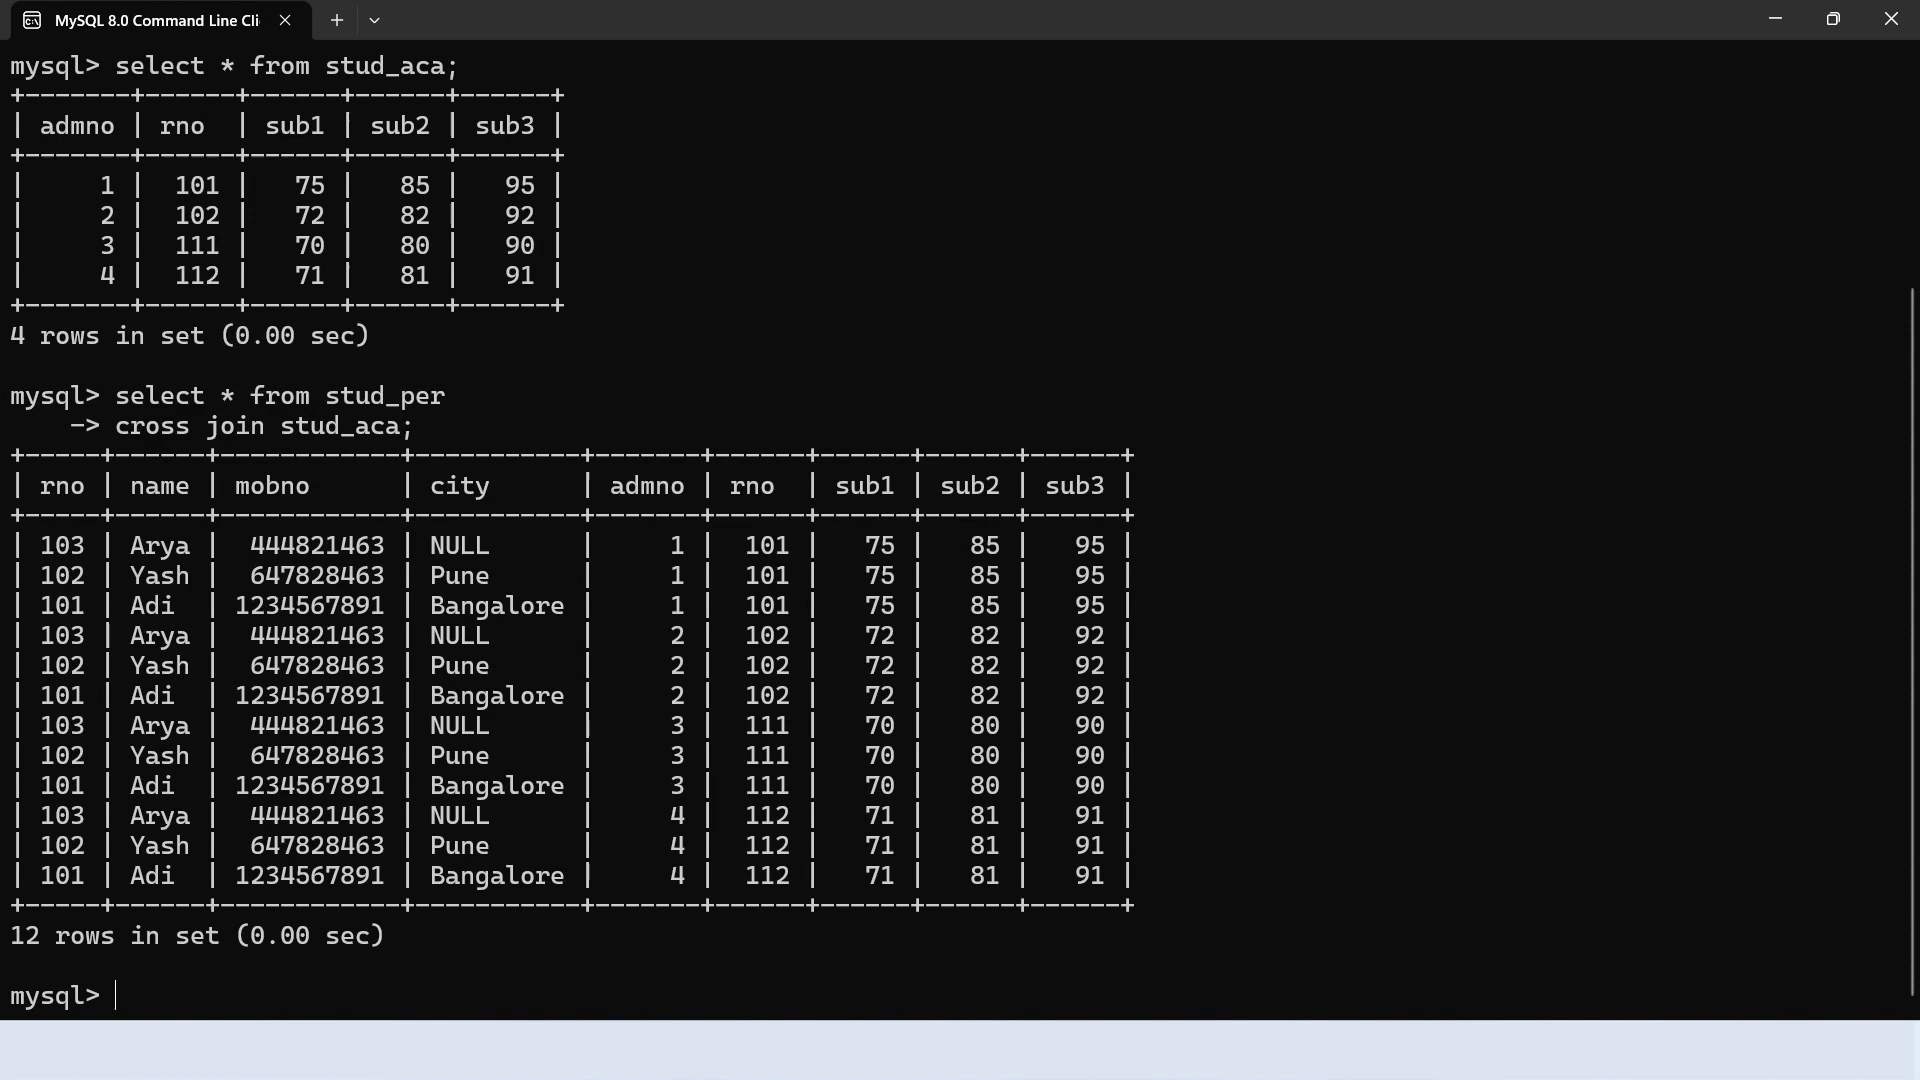 MySQL 8.0 Command Line Cli
mysql> select * from stud_aca;
+-------+------+------+------+------+
| admno | rno  | sub1 | sub2 | sub3 |
+-------+------+------+------+------+
|     1 |  101 |   75 |   85 |   95 |
|     2 |  102 |   72 |   82 |   92 |
|     3 |  111 |   70 |   80 |   90 |
|     4 |  112 |   71 |   81 |   91 |
+-------+------+------+------+------+
4 rows in set (0.00 sec)
mysql> select * from stud_per
    -> cross join stud_aca;
+-----+------+------------+-----------+-------+------+------+------+------+
| rno | name | mobno      | city      | admno | rno  | sub1 | sub2 | sub3 |
+-----+------+------------+-----------+-------+------+------+------+------+
| 103 | Arya |  444821463 | NULL      |     1 |  101 |   75 |   85 |   95 |
| 102 | Yash |  647828463 | Pune      |     1 |  101 |   75 |   85 |   95 |
| 101 | Adi  | 1234567891 | Bangalore |     1 |  101 |   75 |   85 |   95 |
| 103 | Arya |  444821463 | NULL      |     2 |  102 |   72 |   82 |   92 |
| 102 | Yash |  647828463 | Pune      |     2 |  102 |   72 |   82 |   92 |
| 101 | Adi  | 1234567891 | Bangalore |     2 |  102 |   72 |   82 |   92 |
| 103 | Arya |  444821463 | NULL      |     3 |  111 |   70 |   80 |   90 |
| 102 | Yash |  647828463 | Pune      |     3 |  111 |   70 |   80 |   90 |
| 101 | Adi  | 1234567891 | Bangalore |     3 |  111 |   70 |   80 |   90 |
| 103 | Arya |  444821463 | NULL      |     4 |  112 |   71 |   81 |   91 |
| 102 | Yash |  647828463 | Pune      |     4 |  112 |   71 |   81 |   91 |
| 101 | Adi  | 1234567891 | Bangalore |     4 |  112 |   71 |   81 |   91 |
+-----+------+------------+-----------+-------+------+------+------+------+
12 rows in set (0.00 sec)
mysql>